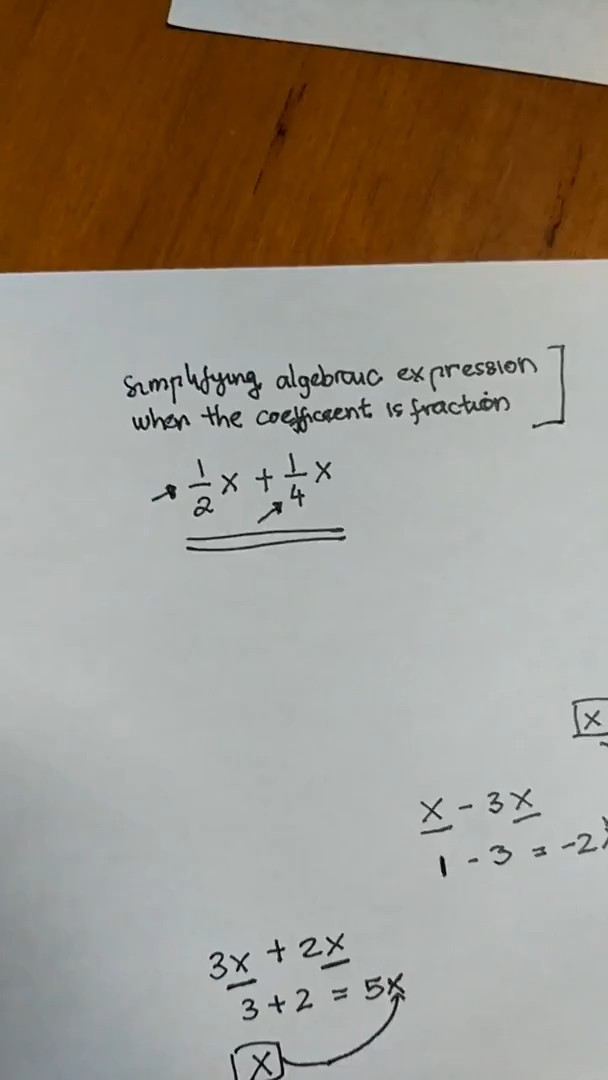 Simplifying algebraic expression
when the coefficient is fraction
1/2 x + 1/4 x
x
x - 3x
1 - 3 = -2x
3x + 2x
3 + 2 = 5x
x